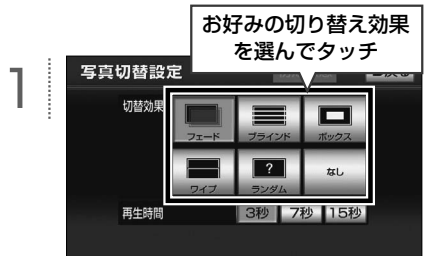 1
お好みの切り替え効果
を選んでタッチ
写真切替設定
切替効果
フェード
ブラインド
ボックス
ワイプ
?
ランダム
なし
再生時間
3秒 7秒 15秒